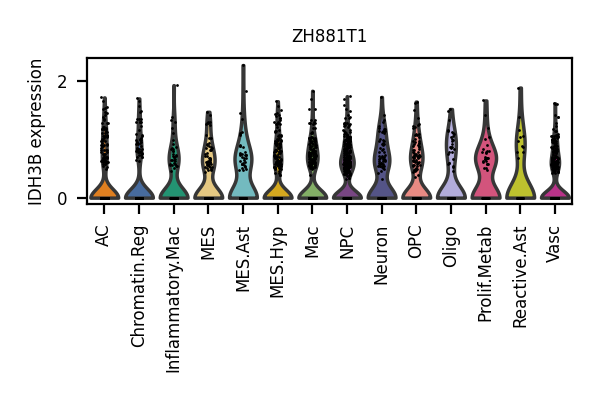 ZH881T1
IDH3B expression
2
0
AC
Chromatin.Reg
Inflammatory.Mac
MES
MES.Ast
MES.Hyp
Mac
NPC
Neuron
OPC
Oligo
Prolif.Metab
Reactive.Ast
Vasc